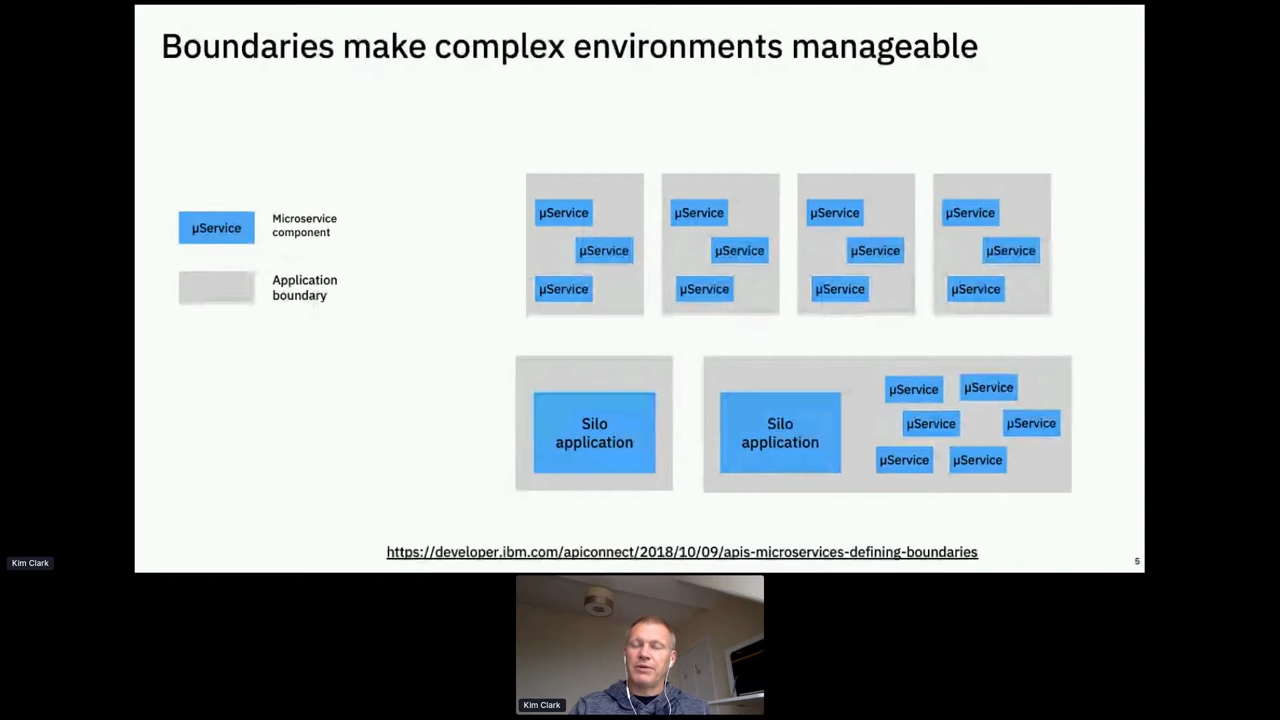 Boundaries make complex environments manageable
µService
Microservice
component
Application
boundary
µService
µService
µService
µService
µService
µService
µService
µService
µService
µService
µService
µService
Silo
application
Silo
application
µService
µService
µService
µService
µService
µService
https://developer.ibm.com/apiconnect/2018/10/09/apis-microservices-defining-boundaries
5
Kim Clark
Kim Clark